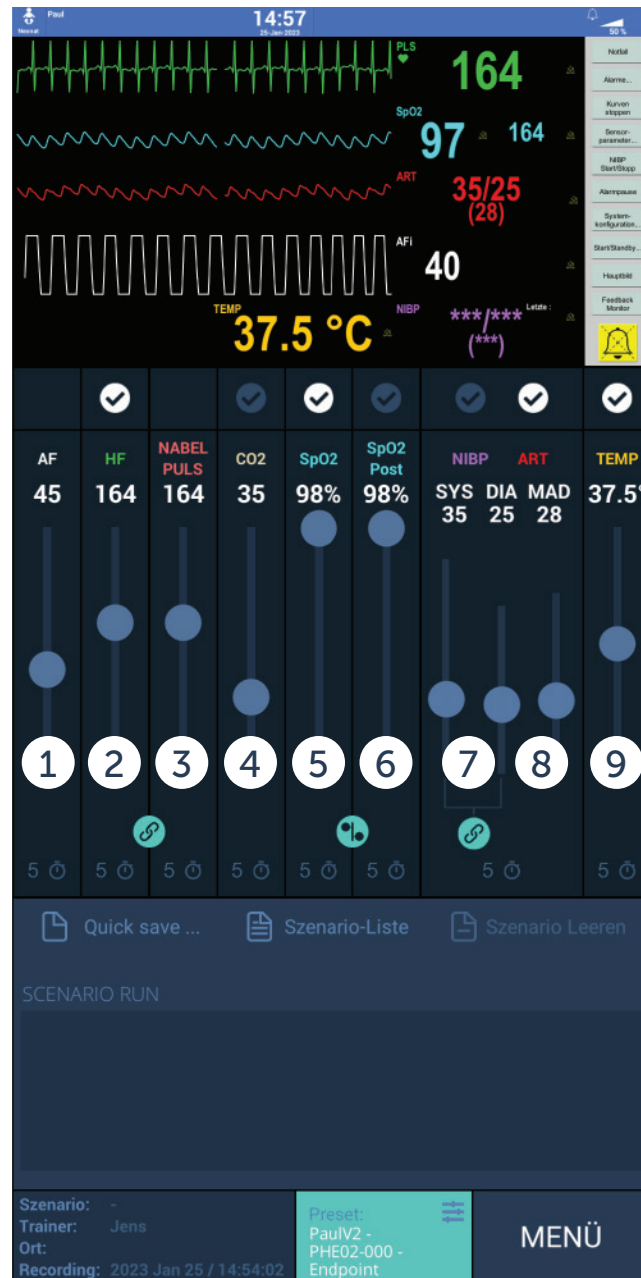 Paul
14:57
Neonat
25-Jan-2023
50 %
PLS
164
Notfall
Alarme...
Kurven
stoppen
SpO2
97
164
Sensor-
parameter...
NIBP
Start/Stopp
ART
35/25
(28)
Alarmpause
System-
konfiguration...
AFi
40
Start/Standby...
Hauptbild
TEMP
37.5 °C
NIBP
***/***
(***)
Letzte :
Feedback
Monitor
AF
45
HF
164
NABEL
PULS
164
CO2
35
SpO2
98%
SpO2
Post
98%
NIBP
ART
SYS DIA MAD
35 25 28
TEMP
37.5°
1 2 3 4 5 6 7 8 9
5 5 5 5 5 5 5 5
Quick save ...
Szenario-Liste
Szenario Leeren
SCENARIO RUN
Szenario: -
Trainer: Jens
Ort:
Recording: 2023 Jan 25 / 14:54:02
Preset:
PaulV2 -
PHE02-000 -
Endpoint
MENÜ